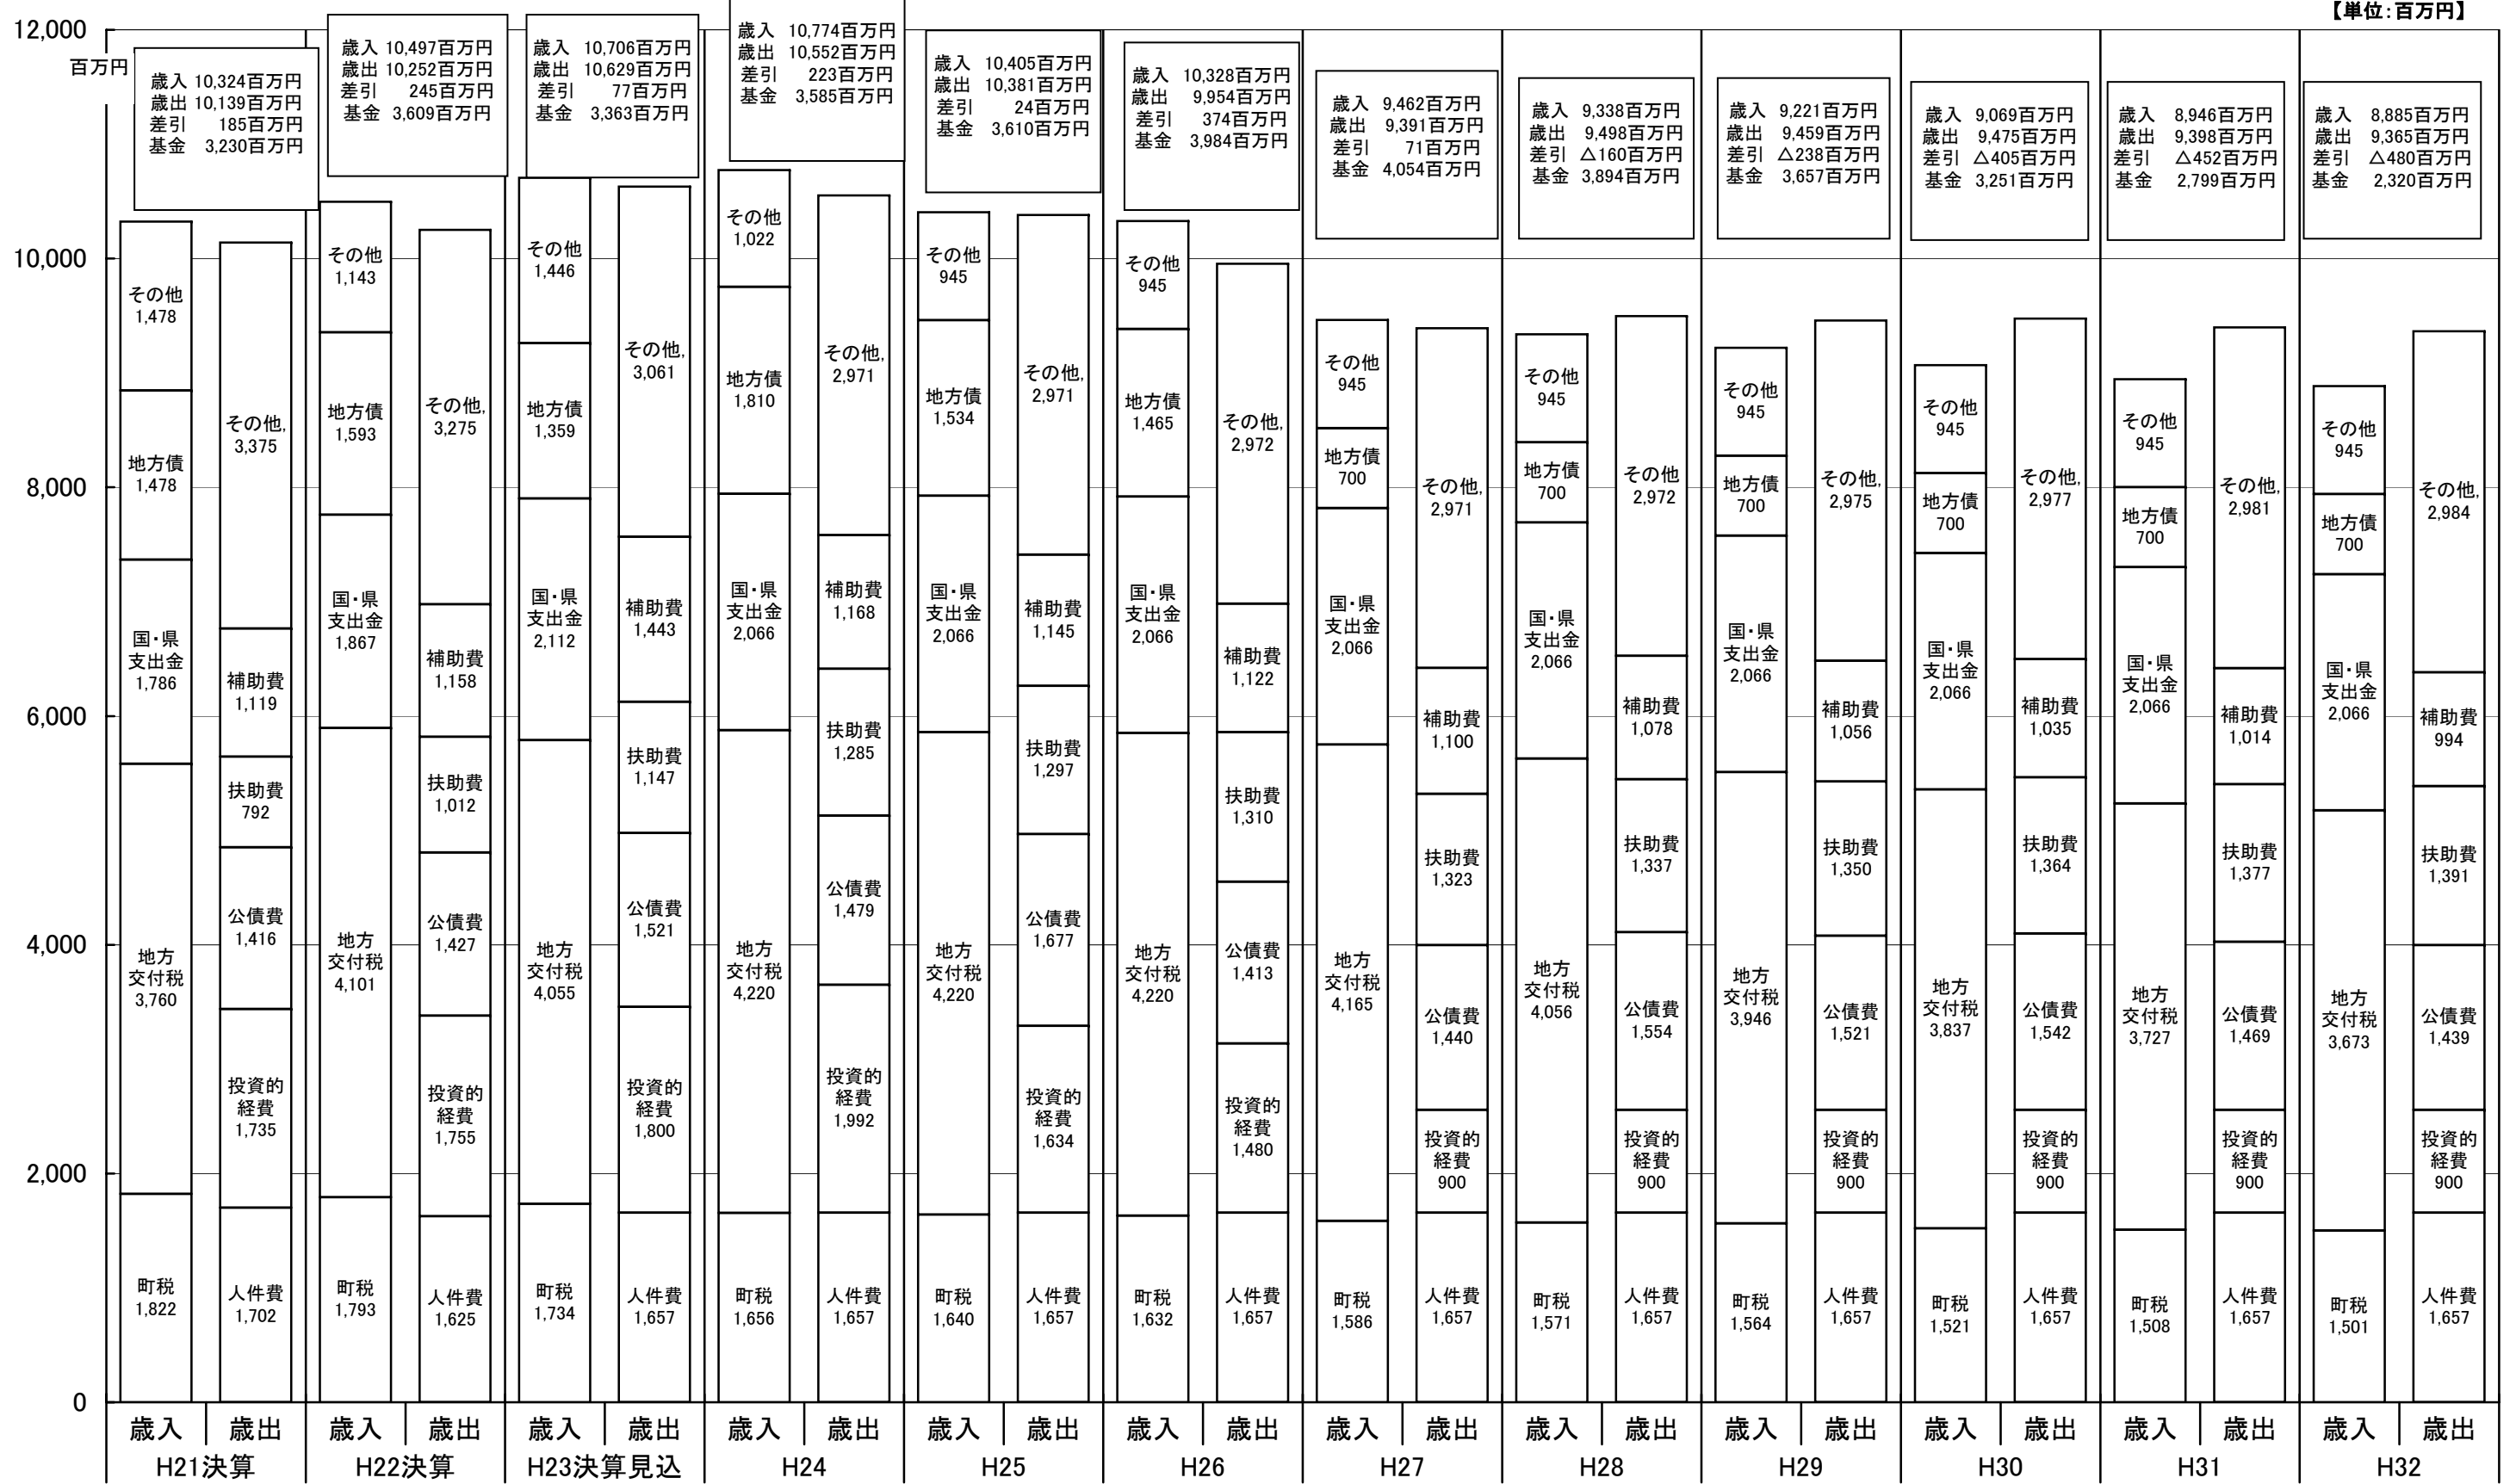 【単位:百万円】
12,000
百万円
10,000
8,000
6,000
4,000
2,000
0
歳入 10,324百万円
歳出 10,139百万円
差引 185百万円
基金 3,230百万円
歳入 10,497百万円
歳出 10,252百万円
差引 245百万円
基金 3,609百万円
歳入 10,706百万円
歳出 10,629百万円
差引 77百万円
基金 3,363百万円
歳入 10,774百万円
歳出 10,552百万円
差引 223百万円
基金 3,585百万円
歳入 10,405百万円
歳出 10,381百万円
差引 24百万円
基金 3,610百万円
歳入 10,328百万円
歳出 9,954百万円
差引 374百万円
基金 3,984百万円
歳入 9,462百万円
歳出 9,391百万円
差引 71百万円
基金 4,054百万円
歳入 9,338百万円
歳出 9,498百万円
差引 △160百万円
基金 3,894百万円
歳入 9,221百万円
歳出 9,459百万円
差引 △238百万円
基金 3,657百万円
歳入 9,069百万円
歳出 9,475百万円
差引 △405百万円
基金 3,251百万円
歳入 8,946百万円
歳出 9,398百万円
差引 △452百万円
基金 2,799百万円
歳入 8,885百万円
歳出 9,365百万円
差引 △480百万円
基金 2,320百万円
その他
1,478
地方債
1,478
国・県
支出金
1,786
地方
交付税
3,760
町税
1,822
その他,
3,375
補助費
1,119
扶助費
792
公債費
1,416
投資的
経費
1,735
人件費
1,702
その他
1,143
地方債
1,593
国・県
支出金
1,867
地方
交付税
4,101
町税
1,793
その他,
3,275
補助費
1,158
扶助費
1,012
公債費
1,427
投資的
経費
1,755
人件費
1,625
その他
1,446
地方債
1,359
国・県
支出金
2,112
地方
交付税
4,055
町税
1,734
その他,
3,061
補助費
1,443
扶助費
1,147
公債費
1,521
投資的
経費
1,800
人件費
1,657
その他
1,022
地方債
1,810
国・県
支出金
2,066
地方
交付税
4,220
町税
1,656
その他,
2,971
補助費
1,168
扶助費
1,285
公債費
1,479
投資的
経費
1,992
人件費
1,657
その他
945
地方債
1,534
国・県
支出金
2,066
地方
交付税
4,220
町税
1,640
その他,
2,971
補助費
1,145
扶助費
1,297
公債費
1,677
投資的
経費
1,634
人件費
1,657
その他
945
地方債
1,465
国・県
支出金
2,066
地方
交付税
4,220
町税
1,632
その他,
2,972
補助費
1,122
扶助費
1,310
公債費
1,413
投資的
経費
1,480
人件費
1,657
その他
945
地方債
700
国・県
支出金
2,066
地方
交付税
4,165
町税
1,586
その他,
2,971
補助費
1,100
扶助費
1,323
公債費
1,440
投資的
経費
900
人件費
1,657
その他
945
地方債
700
国・県
支出金
2,066
地方
交付税
4,056
町税
1,571
その他
2,972
補助費
1,078
扶助費
1,337
公債費
1,554
投資的
経費
900
人件費
1,657
その他
945
地方債
700
国・県
支出金
2,066
地方
交付税
3,946
町税
1,564
その他,
2,975
補助費
1,056
扶助費
1,350
公債費
1,521
投資的
経費
900
人件費
1,657
その他
945
地方債
700
国・県
支出金
2,066
地方
交付税
3,837
町税
1,521
その他,
2,977
補助費
1,035
扶助費
1,364
公債費
1,542
投資的
経費
900
人件費
1,657
その他
945
地方債
700
国・県
支出金
2,066
地方
交付税
3,727
町税
1,508
その他,
2,981
補助費
1,014
扶助費
1,377
公債費
1,469
投資的
経費
900
人件費
1,657
その他
945
地方債
700
国・県
支出金
2,066
地方
交付税
3,673
町税
1,501
その他,
2,984
補助費
994
扶助費
1,391
公債費
1,439
投資的
経費
900
人件費
1,657
歳入 歳出 歳入 歳出 歳入 歳出 歳入 歳出 歳入 歳出 歳入 歳出 歳入 歳出 歳入 歳出 歳入 歳出 歳入 歳出 歳入 歳出 歳入 歳出
H21決算 H22決算 H23決算見込 H24 H25 H26 H27 H28 H29 H30 H31 H32